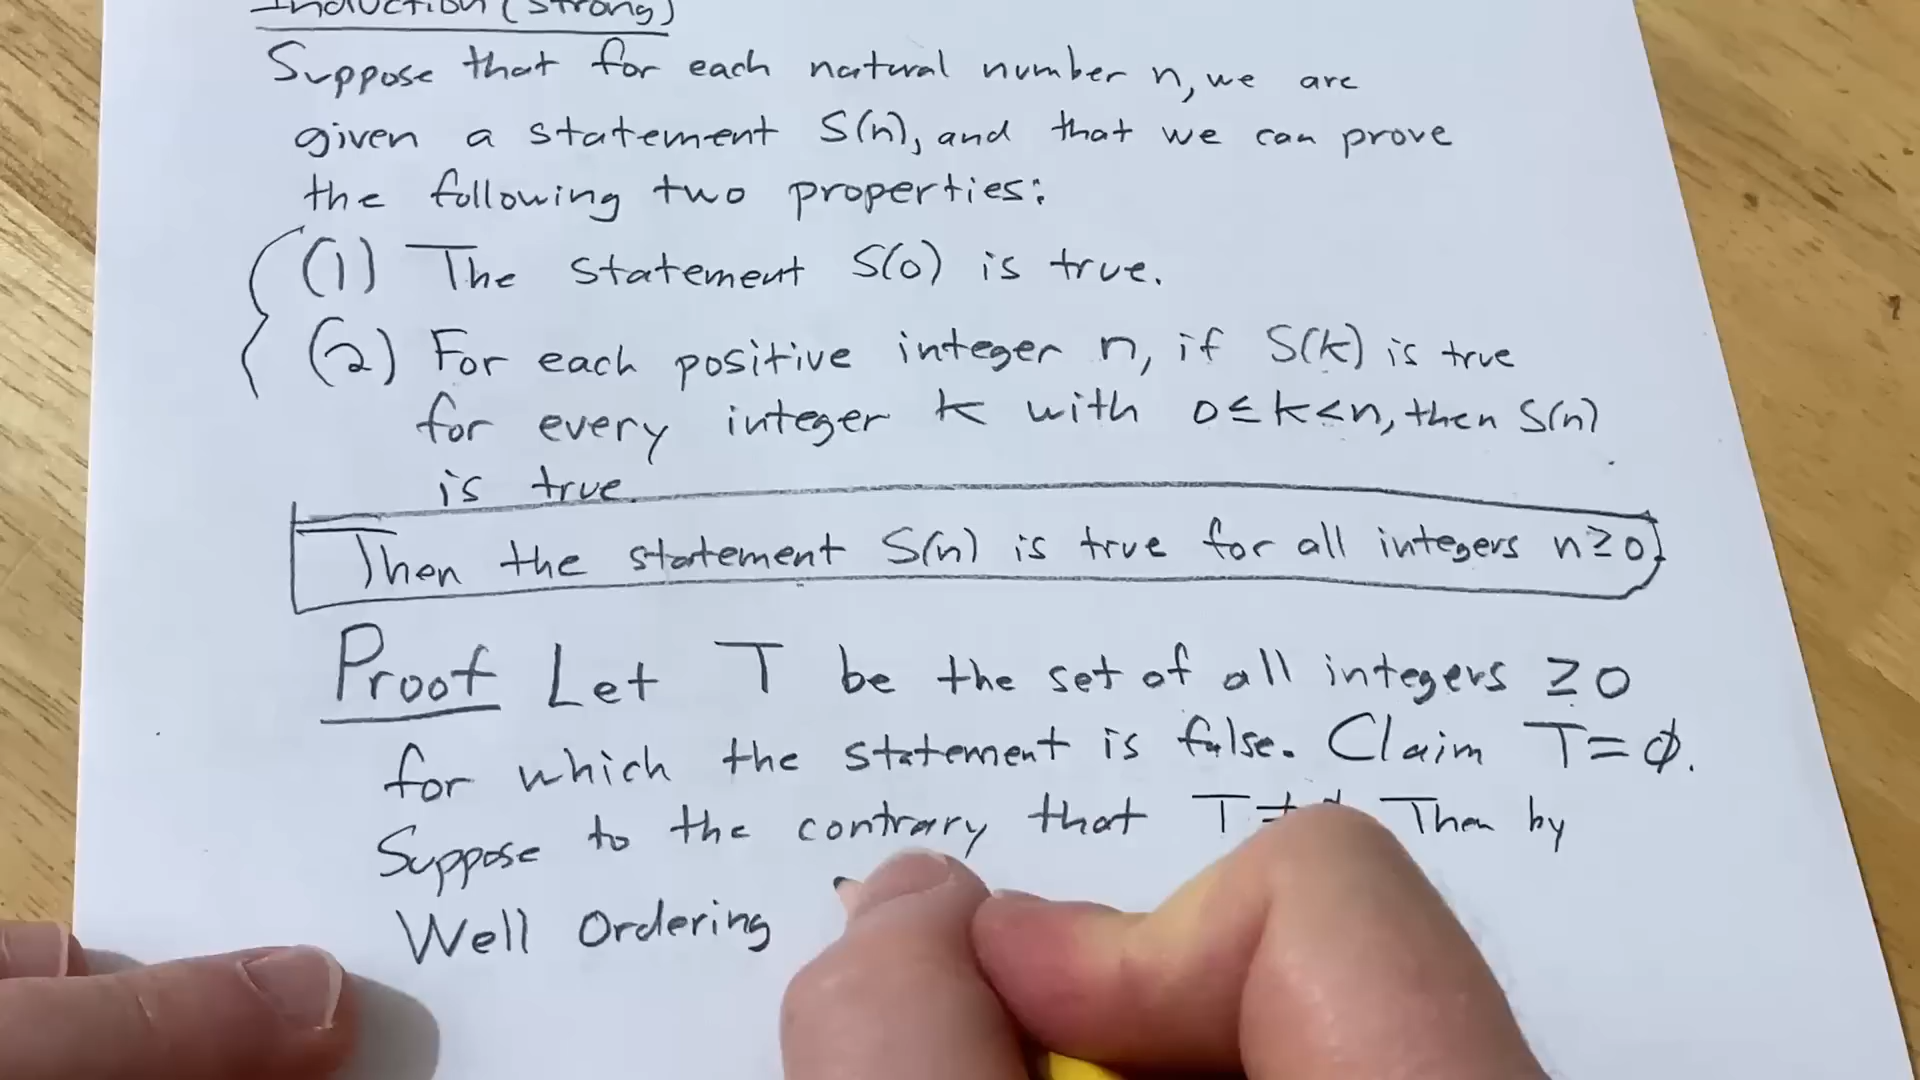 Induction (strong)
Suppose that for each natural number n, we are
given a statement S(n), and that we can prove
the following two properties:
(1) The statement S(0) is true.
(2) For each positive integer n, if S(k) is true
for every integer k with 0≤k<n, then S(n)
is true.
Then the statement S(n) is true for all integers n≥0.
Proof Let T be the set of all integers ≥0
for which the statement is false. Claim T=∅.
Suppose to the contrary that T≠ Then by
Well Ordering